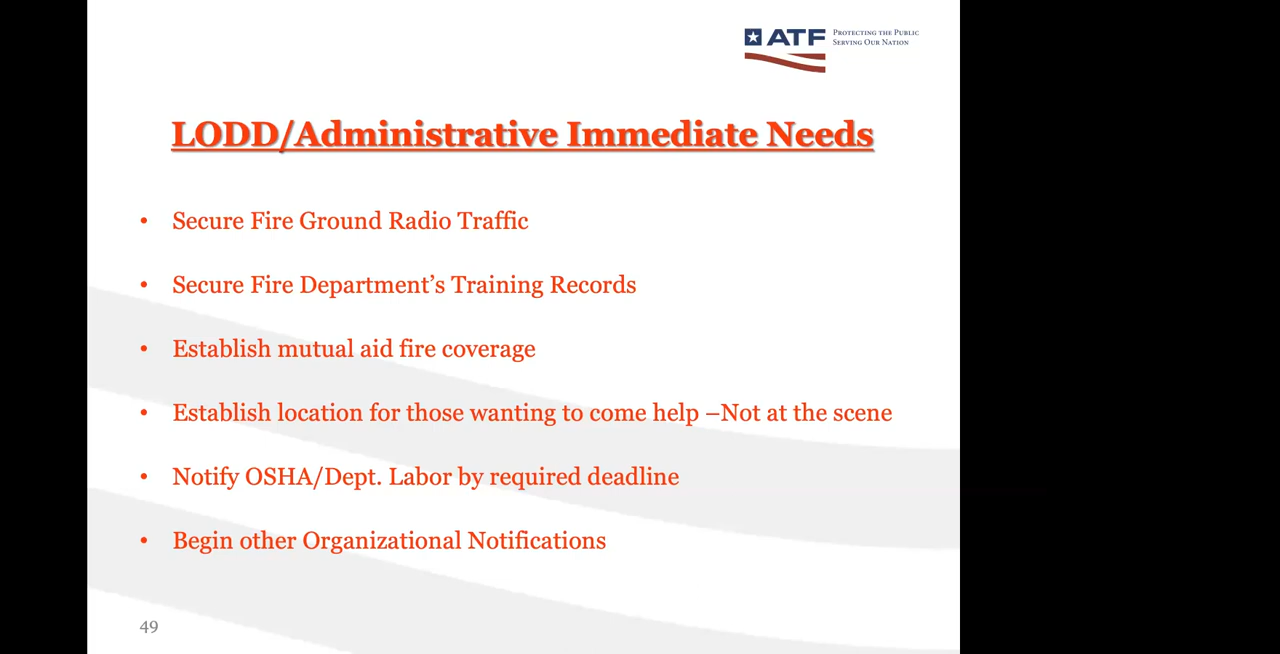 ATF
PROTECTING THE PUBLIC
SERVING OUR NATION
LODD/Administrative Immediate Needs
• Secure Fire Ground Radio Traffic
• Secure Fire Department’s Training Records
• Establish mutual aid fire coverage
• Establish location for those wanting to come help –Not at the scene
• Notify OSHA/Dept. Labor by required deadline
• Begin other Organizational Notifications
49